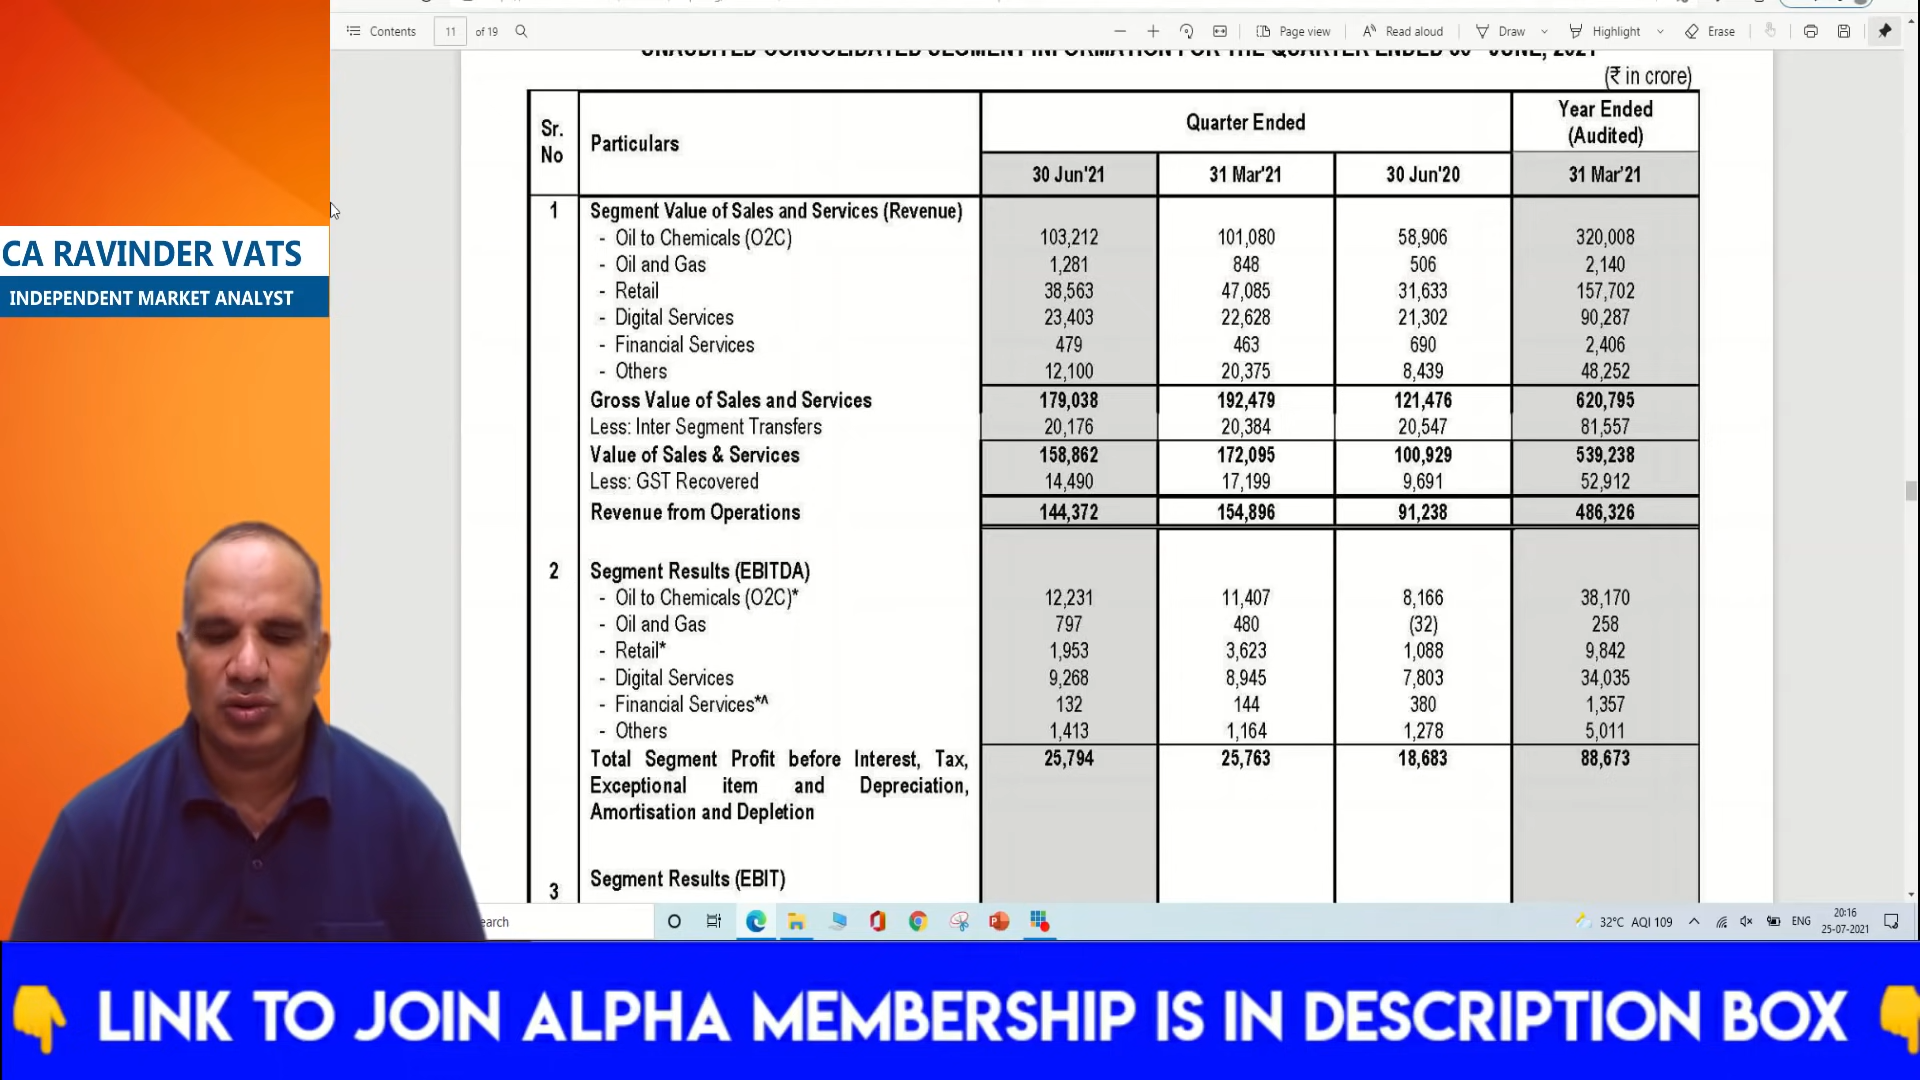 Contents 11 of 19 Page view Read aloud Draw Highlight Erase
UNAUDITED CONSOLIDATED SEGMENT INFORMATION FOR THE QUARTER ENDED 30 JUNE, 2021
(₹ in crore)
Sr. No Particulars Quarter Ended Year Ended (Audited)
30 Jun'21 31 Mar'21 30 Jun'20 31 Mar'21
1 Segment Value of Sales and Services (Revenue)
- Oil to Chemicals (O2C) 103,212 101,080 58,906 320,008
- Oil and Gas 1,281 848 506 2,140
- Retail 38,563 47,085 31,633 157,702
- Digital Services 23,403 22,628 21,302 90,287
- Financial Services 479 463 690 2,406
- Others 12,100 20,375 8,439 48,252
Gross Value of Sales and Services 179,038 192,479 121,476 620,795
Less: Inter Segment Transfers 20,176 20,384 20,547 81,557
Value of Sales & Services 158,862 172,095 100,929 539,238
Less: GST Recovered 14,490 17,199 9,691 52,912
Revenue from Operations 144,372 154,896 91,238 486,326
2 Segment Results (EBITDA)
- Oil to Chemicals (O2C)* 12,231 11,407 8,166 38,170
- Oil and Gas 797 480 (32) 258
- Retail* 1,953 3,623 1,088 9,842
- Digital Services 9,268 8,945 7,803 34,035
- Financial Services*^ 132 144 380 1,357
- Others 1,413 1,164 1,278 5,011
Total Segment Profit before Interest, Tax, 25,794 25,763 18,683 88,673
Exceptional item and Depreciation,
Amortisation and Depletion
3 Segment Results (EBIT)
CA RAVINDER VATS
INDEPENDENT MARKET ANALYST
earch 32°C AQI 109 ENG 20:16
25-07-2021
LINK TO JOIN ALPHA MEMBERSHIP IS IN DESCRIPTION BOX